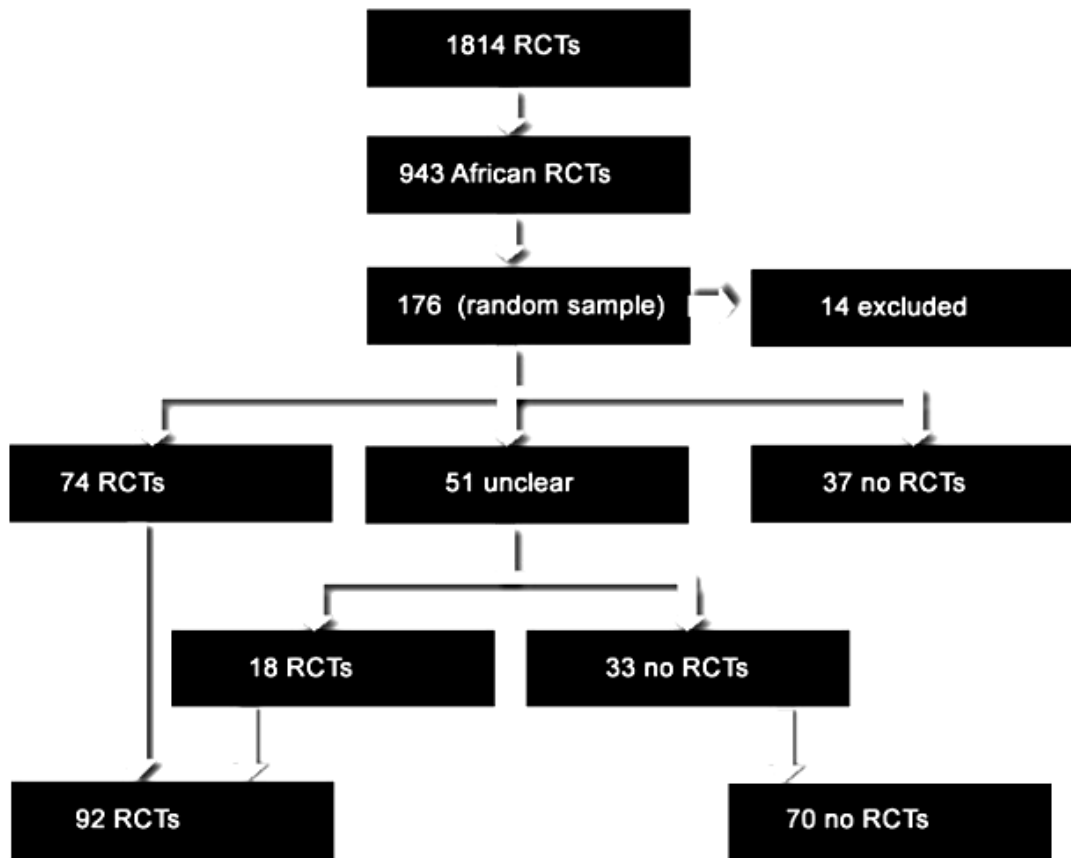 1814 RCTs
943 African RCTs
176 (random sample)
14 excluded
74 RCTs
51 unclear
37 no RCTs
18 RCTs
33 no RCTs
92 RCTs
70 no RCTs